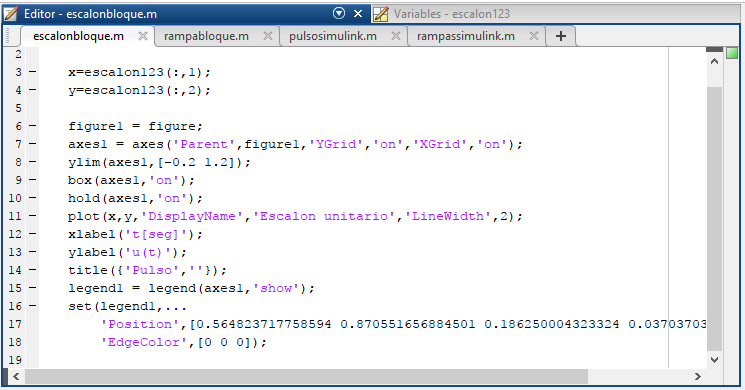 Editor - escalonbloque.m
Variables - escalon123
escalonbloque.m rampabloque.m pulsosimulink.m rampassimulink.m +
2
3 - x=escalon123(:,1);
4 - y=escalon123(:,2);
5
6 - figure1 = figure;
7 - axes1 = axes('Parent',figure1,'YGrid','on','XGrid','on');
8 - ylim(axes1,[-0.2 1.2]);
9 - box(axes1,'on');
10 - hold(axes1,'on');
11 - plot(x,y,'DisplayName','Escalon unitario','LineWidth',2);
12 - xlabel('t[seg]');
13 - ylabel('u(t)');
14 - title({'Pulso',''});
15 - legend1 = legend(axes1,'show');
16 - set(legend1,...
17 'Position',[0.564823717758594 0.870551656884501 0.186250004323324 0.03703703
18 'EdgeColor',[0 0 0]);
19